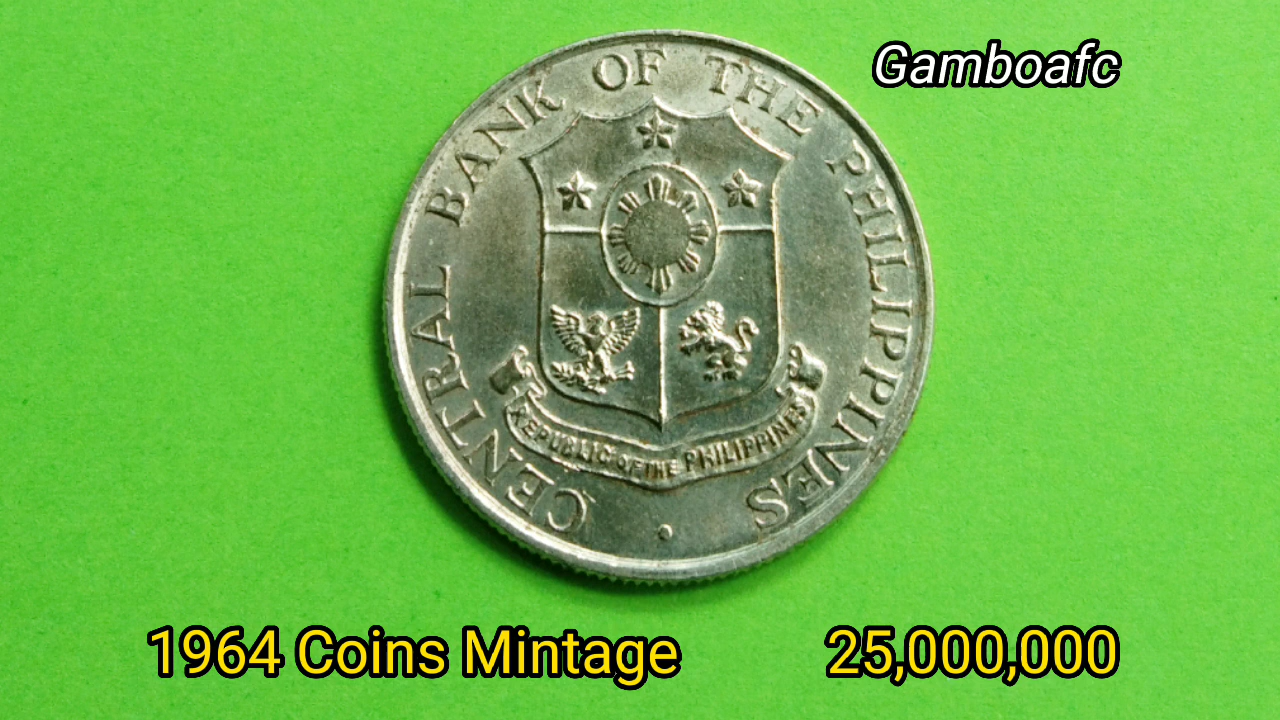 Gamboafc
CENTRAL BANK OF THE PHILIPPINES
REPUBLIC OF THE PHILIPPINES
1964 Coins Mintage 25,000,000